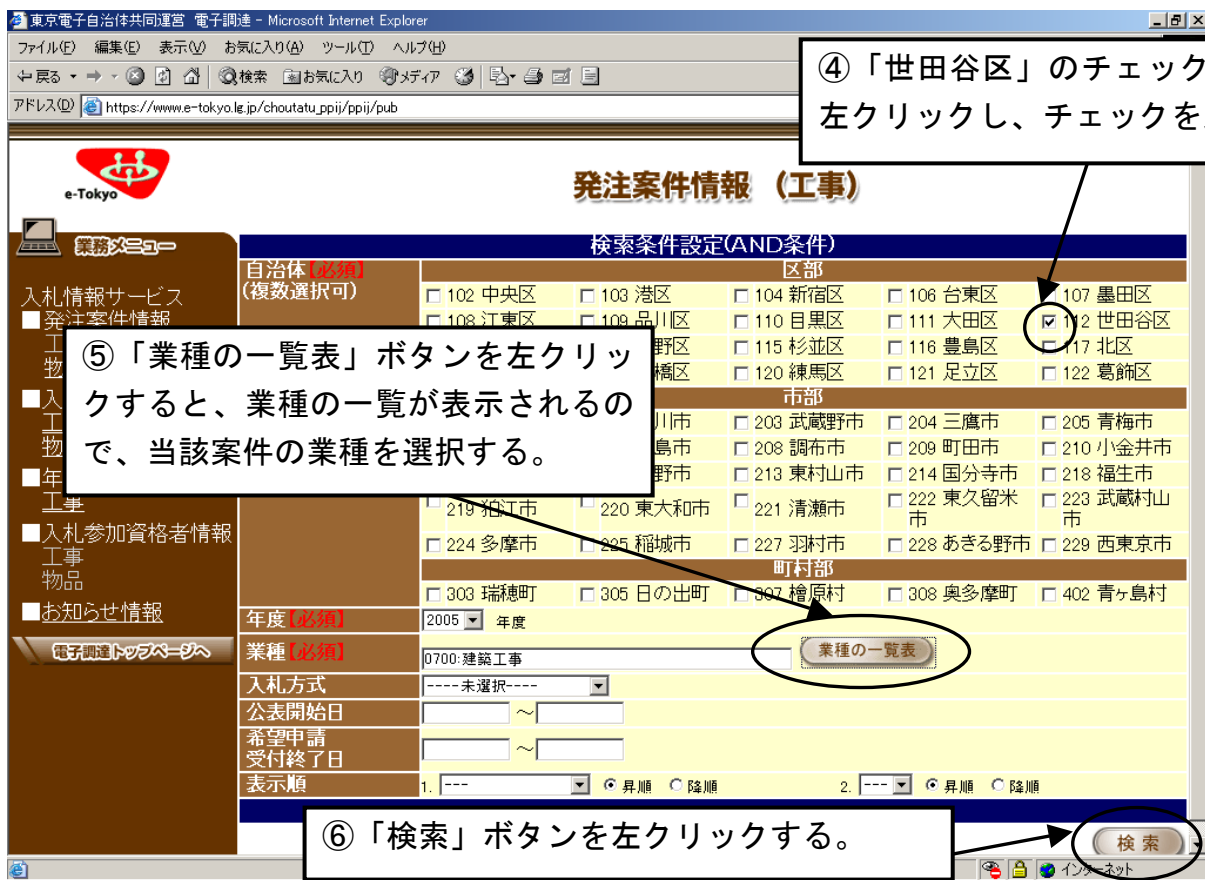 東京電子自治体共同運営 電子調達 - Microsoft Internet Explorer
ファイル(F) 編集(E) 表示(V) お気に入り(A) ツール(T) ヘルプ(H)
戻る 検索 お気に入り メディア
アドレス(D) https://www.e-tokyo.lg.jp/choutatu_ppij/ppij/pub
④「世田谷区」のチェック
左クリックし、チェックを
e-Tokyo
発注案件情報 （工事）
業務メニュー
入札情報サービス
■発注案件情報
■入札参加資格者情報
工事
物品
■お知らせ情報
電子調達トップページへ
検索条件設定(AND条件)
自治体【必須】
(複数選択可)
区部
102 中央区 103 港区 104 新宿区 106 台東区 107 墨田区
108 江東区 109 品川区 110 目黒区 111 大田区 112 世田谷区
野区 115 杉並区 116 豊島区 117 北区
橋区 120 練馬区 121 足立区 122 葛飾区
市部
川市 203 武蔵野市 204 三鷹市 205 青梅市
島市 208 調布市 209 町田市 210 小金井市
野市 213 東村山市 214 国分寺市 218 福生市
219 狛江市 220 東大和市 221 清瀬市 222 東久留米市 223 武蔵村山市
224 多摩市 225 稲城市 227 羽村市 228 あきる野市 229 西東京市
町村部
303 瑞穂町 305 日の出町 307 檜原村 308 奥多摩町 402 青ヶ島村
⑤「業種の一覧表」ボタンを左クリッ
クすると、業種の一覧が表示されるの
で、当該案件の業種を選択する。
年度【必須】 2005 年度
業種【必須】 0700:建築工事 業種の一覧表
入札方式 ----未選択----
公表開始日 ～
希望申請
受付終了日 ～
表示順 1. --- 昇順 降順 2. --- 昇順 降順
⑥「検索」ボタンを左クリックする。
検索
インターネット